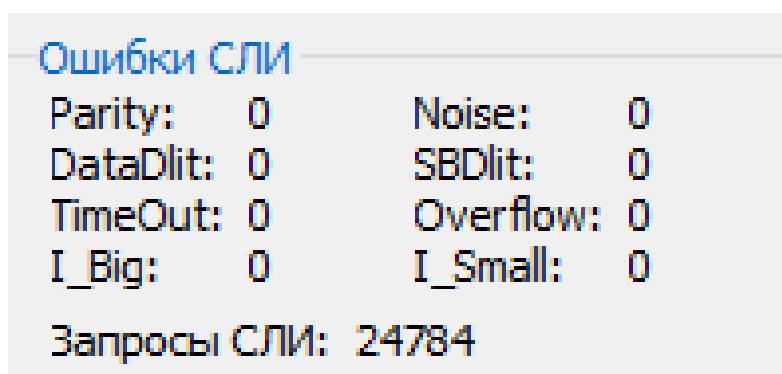 Ошибки СЛИ
Parity: 0 Noise: 0
DataDlit: 0 SBDlit: 0
TimeOut: 0 Overflow: 0
I_Big: 0 I_Small: 0
Запросы СЛИ: 24784